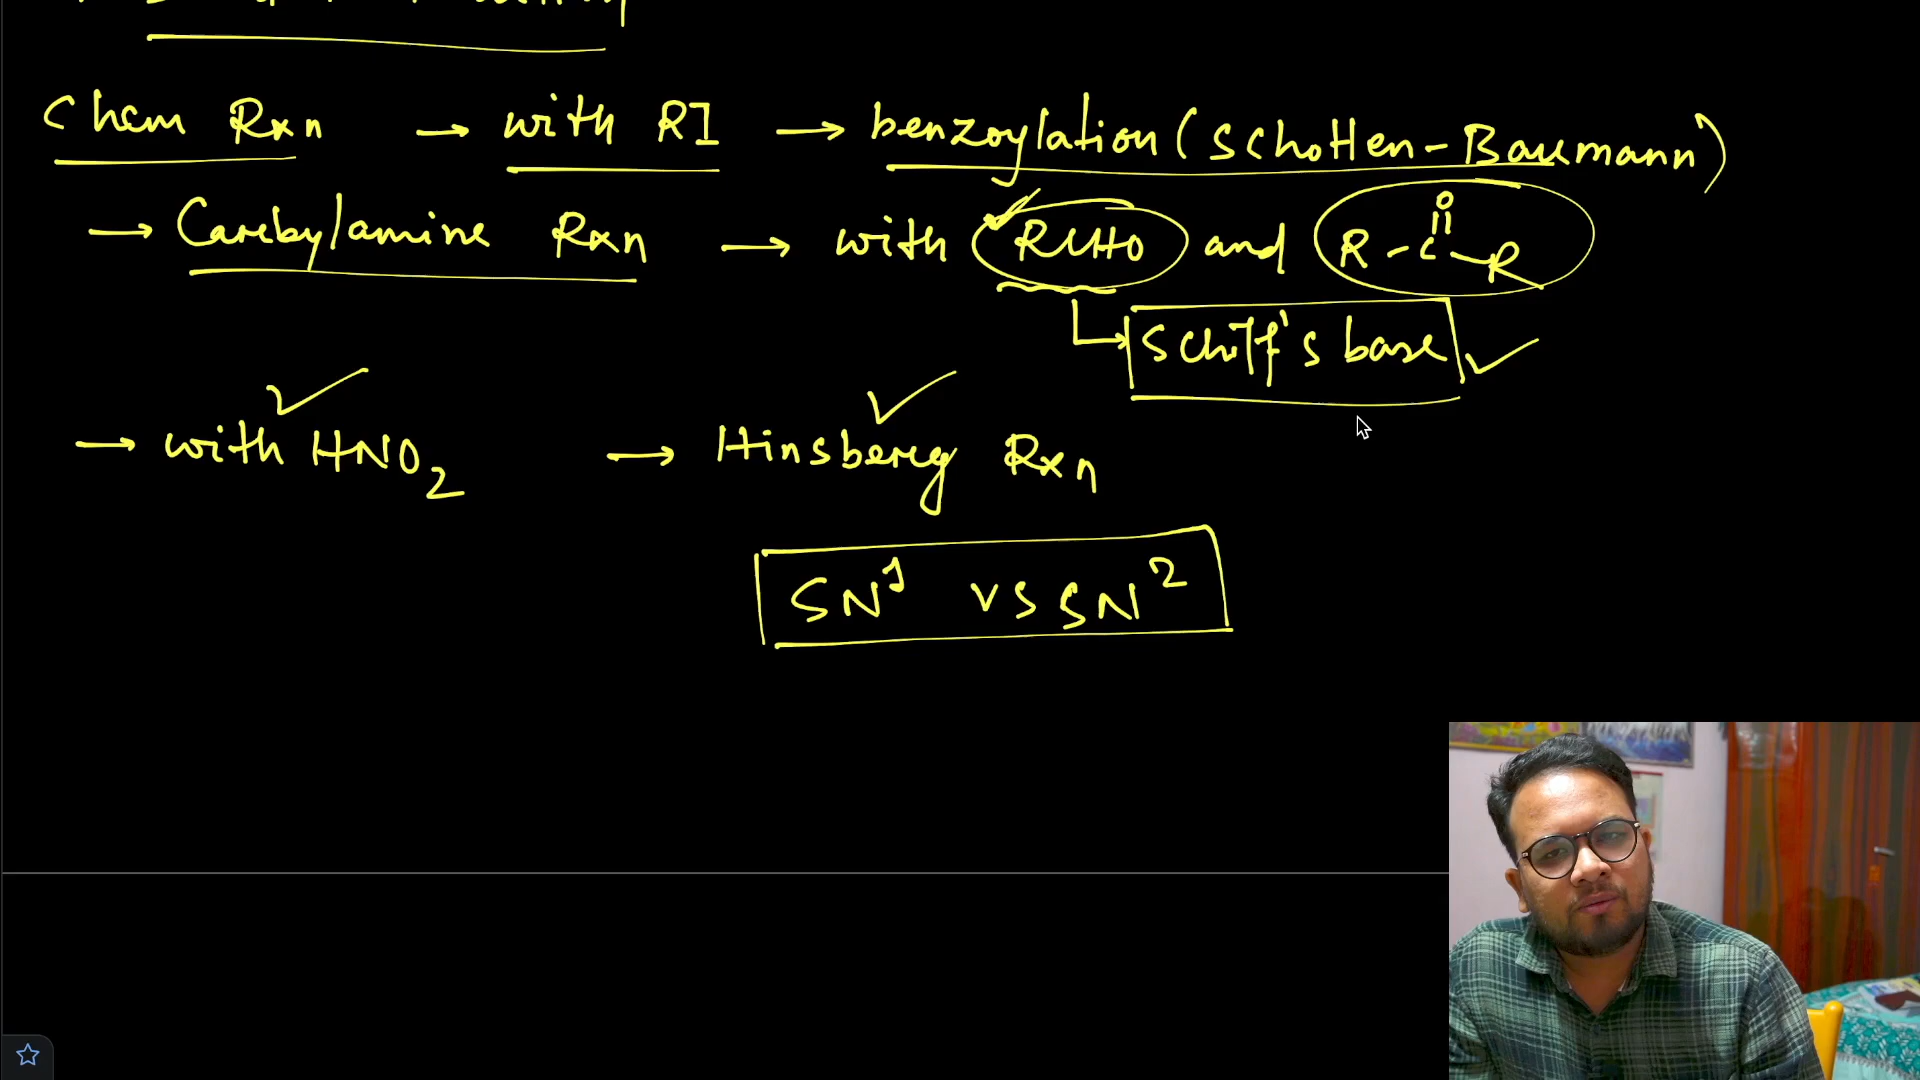 Chem Rxn → with RI → benzoylation (Schotten-Baumann)
→ Carbylamine Rxn → with RCHO and R-C-R
O
Schiff's base
→ with HNO2 → Hinsberg Rxn
SN1 vs SN2